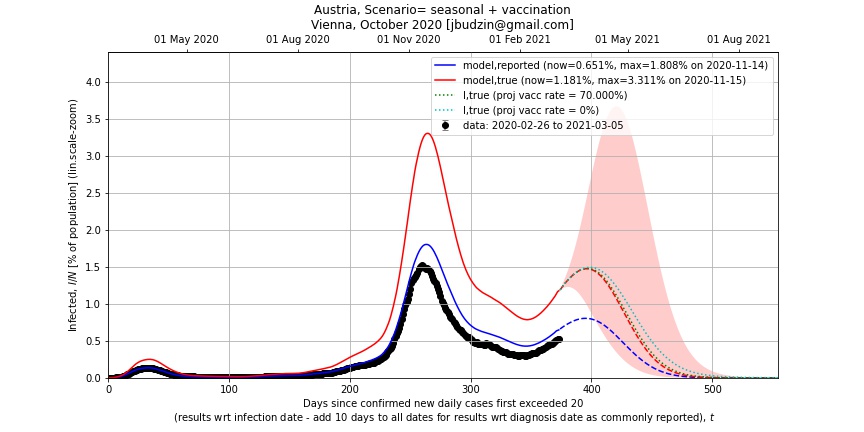 Austria, Scenario= seasonal + vaccination
Vienna, October 2020 [jbudzin@gmail.com]
01 May 2020 01 Aug 2020 01 Nov 2020 01 Feb 2021 01 May 2021 01 Aug 2021
model,reported (now=0.651%, max=1.808% on 2020-11-14)
model,true (now=1.181%, max=3.311% on 2020-11-15)
I,true (proj vacc rate = 70.000%)
I,true (proj vacc rate = 0%)
data: 2020-02-26 to 2021-03-05
4.0
3.5
3.0
2.5
2.0
1.5
1.0
0.5
0.0
Infected, I/N [% of population] (lin.scale-zoom)
0 100 200 300 400 500
Days since confirmed new daily cases first exceeded 20
(results wrt infection date - add 10 days to all dates for results wrt diagnosis date as commonly reported), t